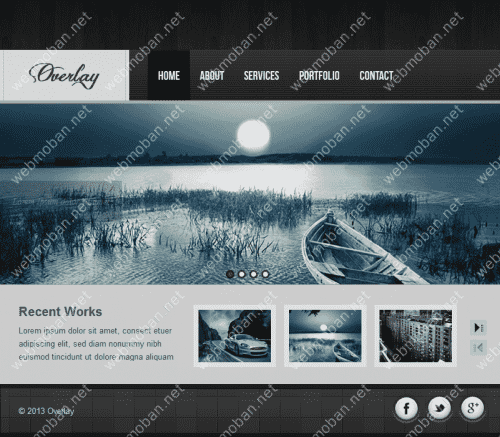 Overlay
HOME ABOUT SERVICES PORTFOLIO CONTACT
Recent Works
Lorem ipsum dolor sit amet, consect etuer
adipiscing elit, sed diam nonummy nibh
euismod tincidunt ut dolore magna aliquam
© 2013 Overlay
f g+
webmoban.net